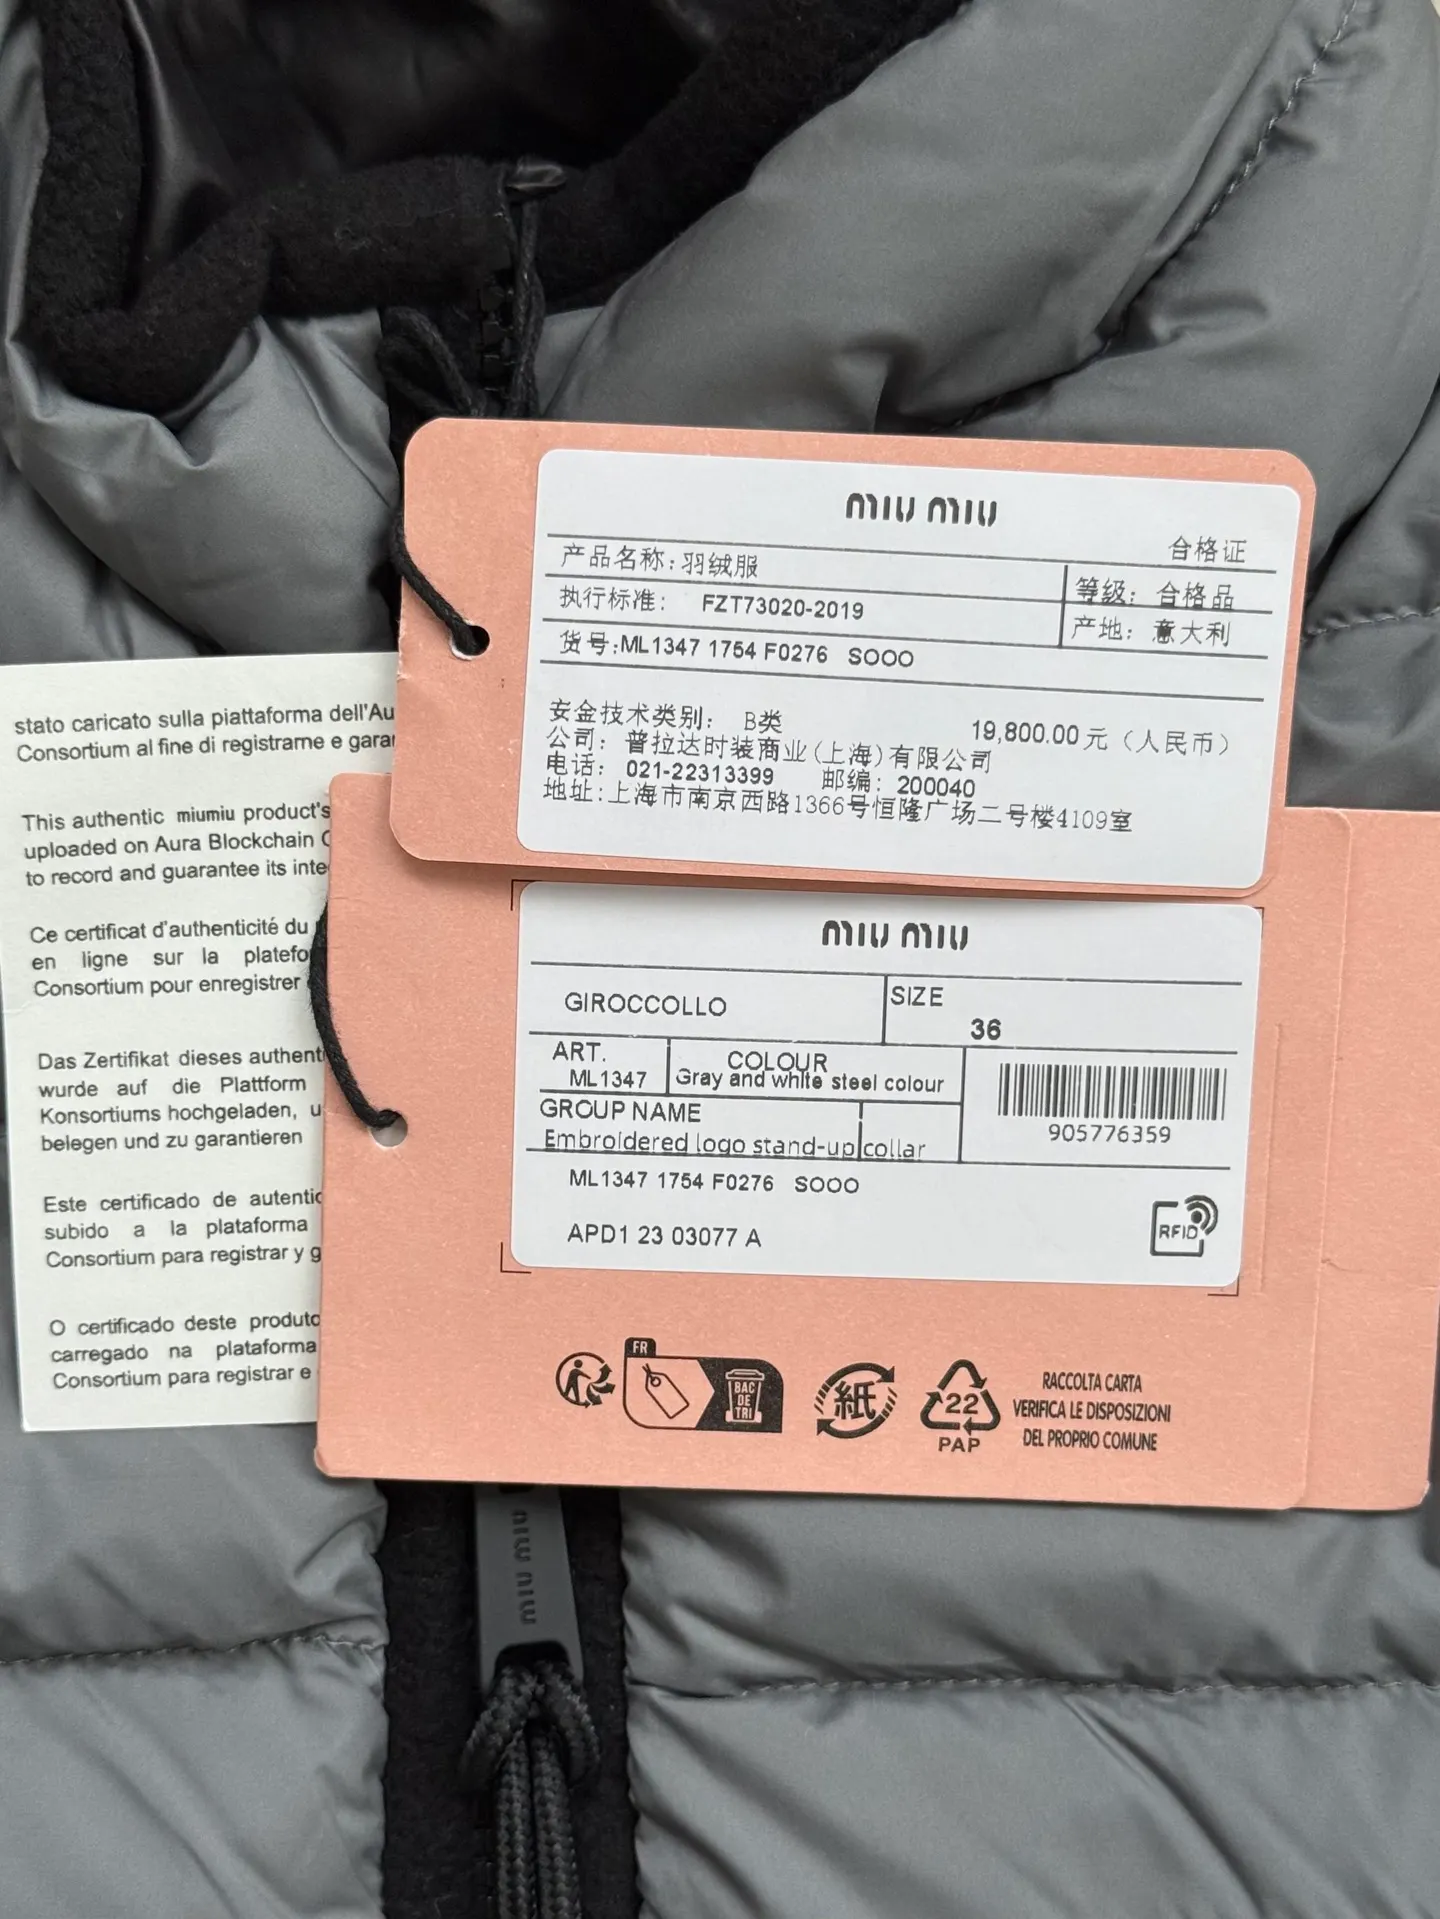 miu miu
合格证
产品名称:羽绒服
等级: 合格品
执行标准: FZT73020-2019
产地: 意大利
货号:ML1347 1754 F0276 SOOO
安金技术类别: B类
19,800.00元（人民币）
公司: 普拉达时装商业(上海)有限公司
电话: 021-22313399 邮编: 200040
地址:上海市南京西路1366号恒隆广场二号楼4109室
stato caricato sulla piattaforma dell'Au
Consortium al fine di registrarne e garan
This authentic miumiu product's
uploaded on Aura Blockchain C
to record and guarantee its inte
Ce certificat d'authenticité du
en ligne sur la platefo
Consortium pour enregistrer
Das Zertifikat dieses authent
wurde auf die Plattform
Konsortiums hochgeladen, u
belegen und zu garantieren
Este certificado de autentic
subido a la plataforma
Consortium para registrar y g
O certificado deste produto
carregado na plataforma
Consortium para registrar e
miu miu
GIROCCOLLO
SIZE
36
ART.
ML1347
COLOUR
Gray and white steel colour
GROUP NAME
Embroidered logo stand-up collar
905776359
ML1347 1754 F0276 SOOO
APD1 23 03077 A
RFID
FR
BAC
DE
TRI
紙
22
PAP
RACCOLTA CARTA
VERIFICA LE DISPOSIZIONI
DEL PROPRIO COMUNE
miu miu